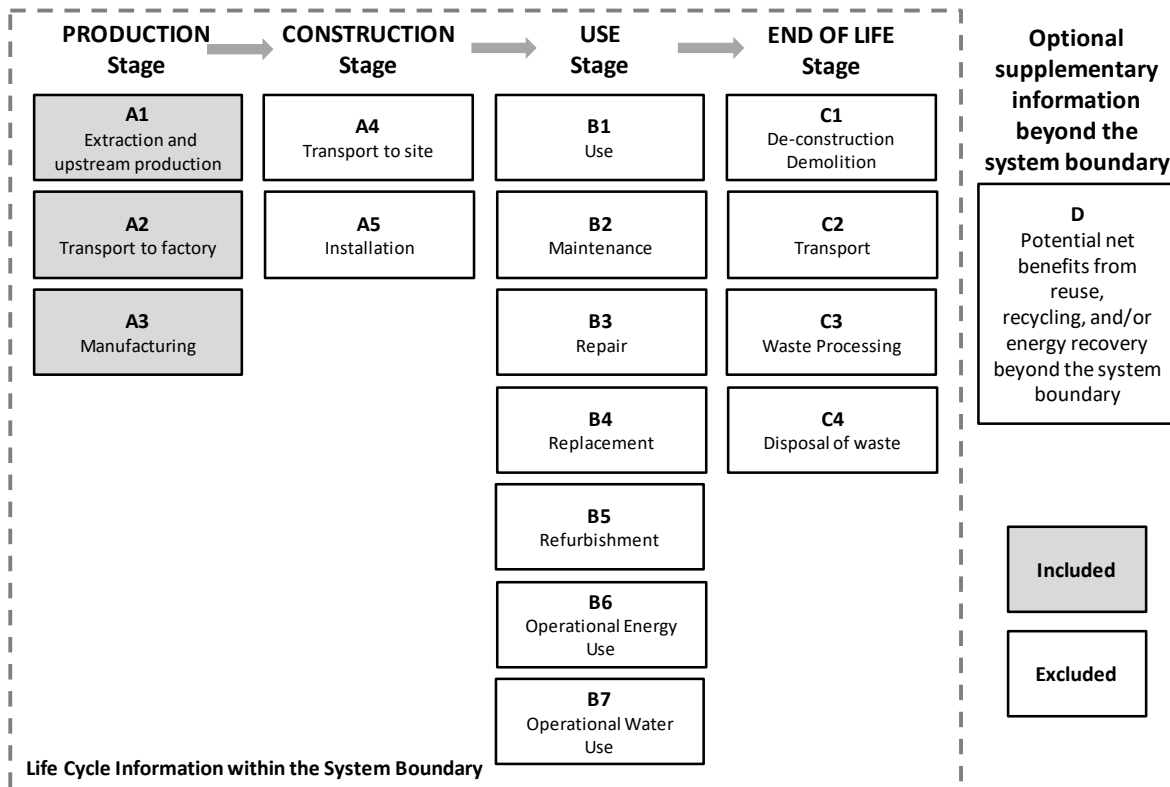 PRODUCTION
Stage
CONSTRUCTION
Stage
USE
Stage
END OF LIFE
Stage
A1
Extraction and
upstream production
A2
Transport to factory
A3
Manufacturing
A4
Transport to site
A5
Installation
B1
Use
B2
Maintenance
B3
Repair
B4
Replacement
B5
Refurbishment
B6
Operational Energy
Use
B7
Operational Water
Use
C1
De-construction
Demolition
C2
Transport
C3
Waste Processing
C4
Disposal of waste
Life Cycle Information within the System Boundary
Optional
supplementary
information
beyond the
system boundary
D
Potential net
benefits from
reuse,
recycling, and/or
energy recovery
beyond the system
boundary
Included
Excluded